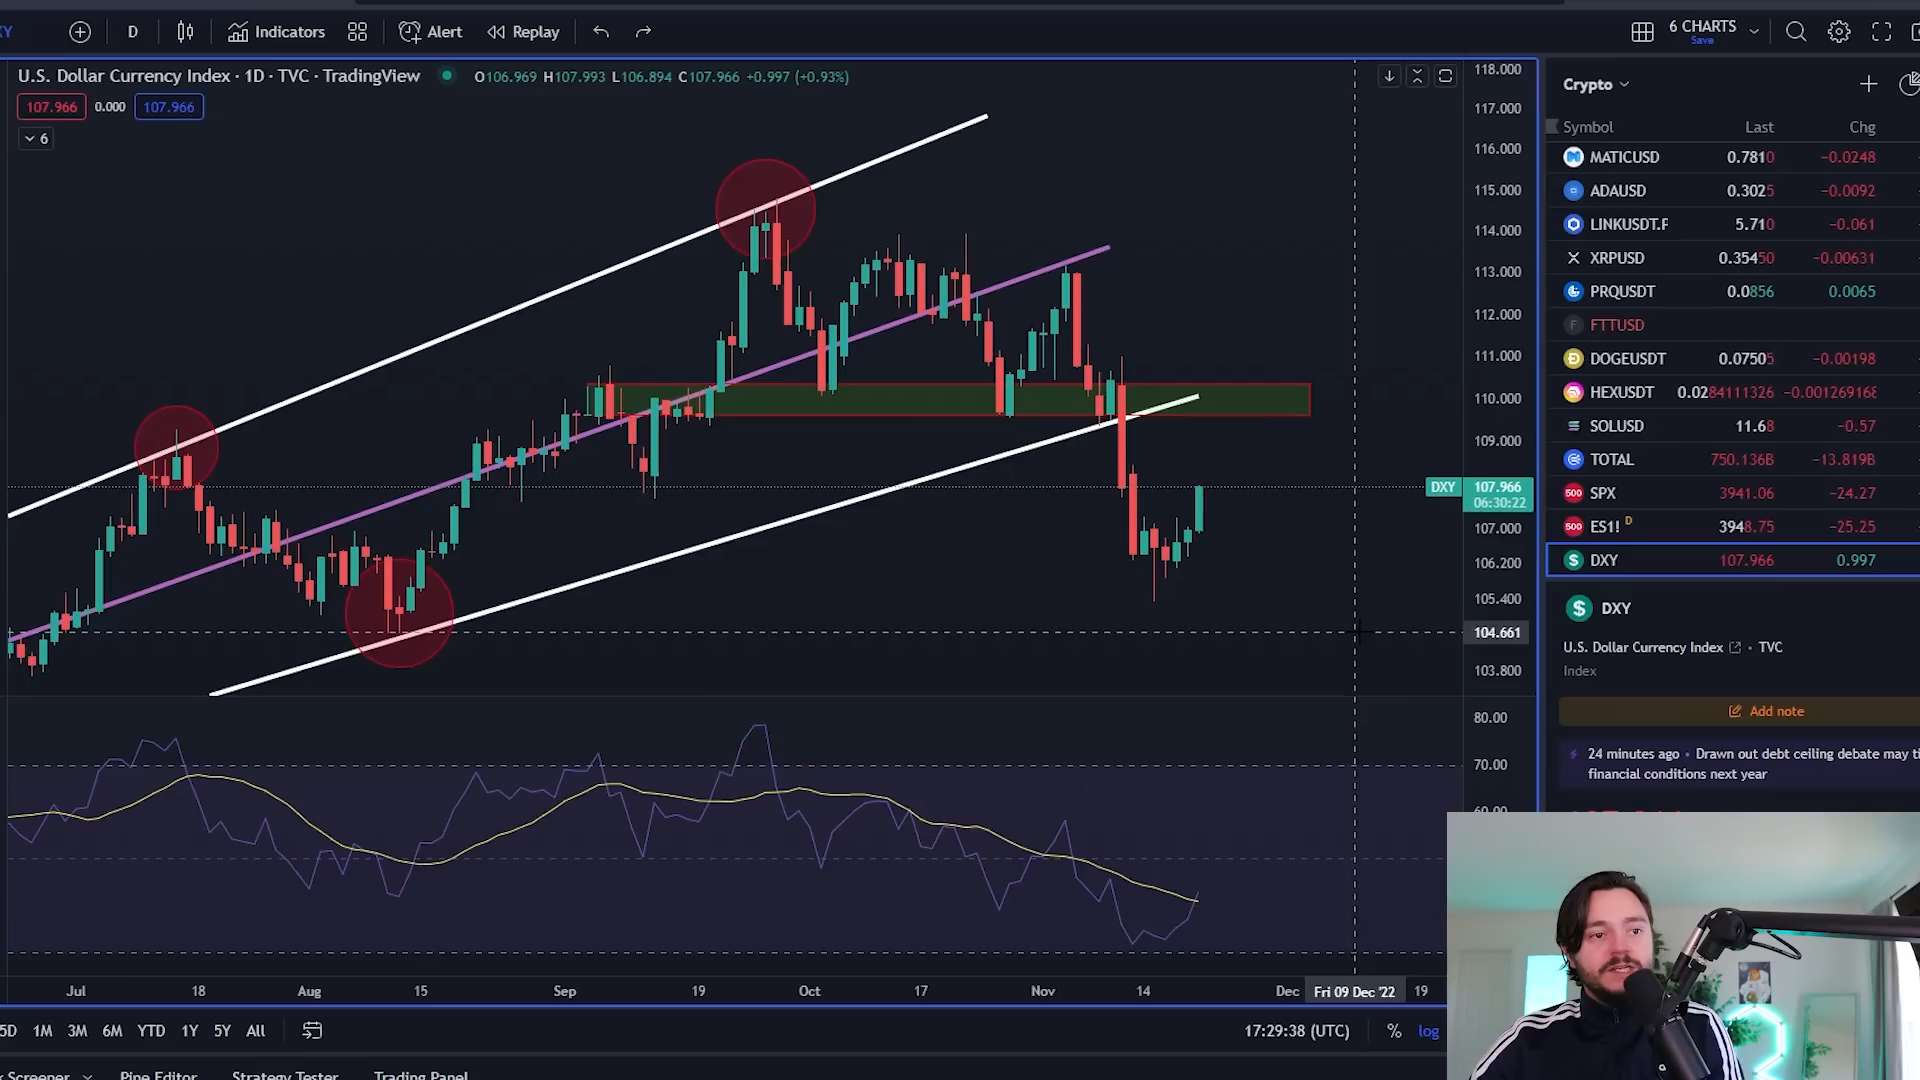 D
Indicators
Alert
Replay
6 CHARTS
Save
U.S. Dollar Currency Index · 1D · TVC · TradingView
O106.969 H107.993 L106.894 C107.966 +0.997 (+0.93%)
107.966 0.000 107.966
6
118.000
117.000
116.000
115.000
114.000
113.000
112.000
111.000
110.000
109.000
DXY 107.966
06:30:22
107.000
106.200
105.400
104.661
103.800
80.00
70.00
Jul 18 Aug 15 Sep 19 Oct 17 Nov 14 Dec Fri 09 Dec '22 19
5D 1M 3M 6M YTD 1Y 5Y All
17:29:38 (UTC) % log
Screener Pine Editor Strategy Tester Trading Panel
Crypto
Symbol Last Chg
MATICUSD 0.7810 −0.0248
ADAUSD 0.3025 −0.0092
LINKUSDT.P 5.710 −0.061
XRPUSD 0.35450 −0.00631
PRQUSDT 0.0856 0.0065
FTTUSD
DOGEUSDT 0.07505 −0.00198
HEXUSDT 0.0284111326 −0.001269168
SOLUSD 11.68 −0.57
TOTAL 750.136B −13.819B
500 SPX 3941.06 −24.27
500 ES1! D 3948.75 −25.25
$ DXY 107.966 0.997
$ DXY
U.S. Dollar Currency Index · TVC
Index
Add note
24 minutes ago · Drawn out debt ceiling debate may
financial conditions next year